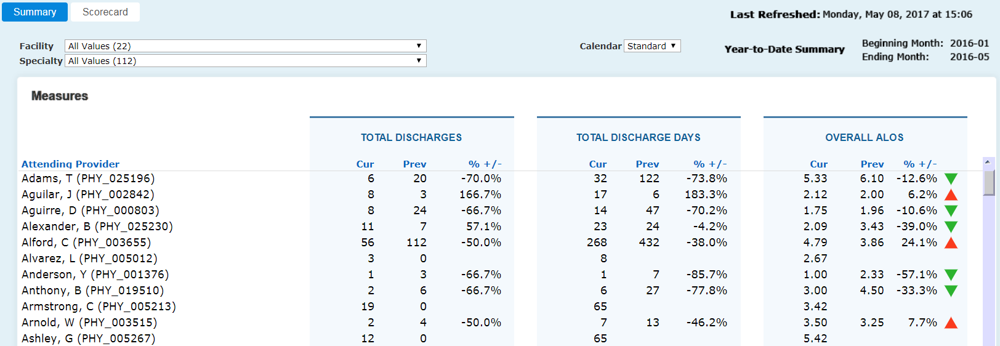 Summary Scorecard
Last Refreshed: Monday, May 08, 2017 at 15:06
Facility All Values (22) Calendar Standard Year-to-Date Summary Beginning Month: 2016-01
Specialty All Values (112) Ending Month: 2016-05
Measures
TOTAL DISCHARGES TOTAL DISCHARGE DAYS OVERALL ALOS
Attending Provider Cur Prev % +/- Cur Prev % +/- Cur Prev % +/-
Adams, T (PHY_025196) 6 20 -70.0% 32 122 -73.8% 5.33 6.10 -12.6%
Aguilar, J (PHY_002842) 8 3 166.7% 17 6 183.3% 2.12 2.00 6.2%
Aguirre, D (PHY_000803) 8 24 -66.7% 14 47 -70.2% 1.75 1.96 -10.6%
Alexander, B (PHY_025230) 11 7 57.1% 23 24 -4.2% 2.09 3.43 -39.0%
Alford, C (PHY_003655) 56 112 -50.0% 268 432 -38.0% 4.79 3.86 24.1%
Alvarez, L (PHY_005012) 3 0 8 2.67
Anderson, Y (PHY_001376) 1 3 -66.7% 1 7 -85.7% 1.00 2.33 -57.1%
Anthony, B (PHY_019510) 2 6 -66.7% 6 27 -77.8% 3.00 4.50 -33.3%
Armstrong, C (PHY_005213) 19 0 65 3.42
Arnold, W (PHY_003515) 2 4 -50.0% 7 13 -46.2% 3.50 3.25 7.7%
Ashley, G (PHY_005267) 12 0 65 5.42